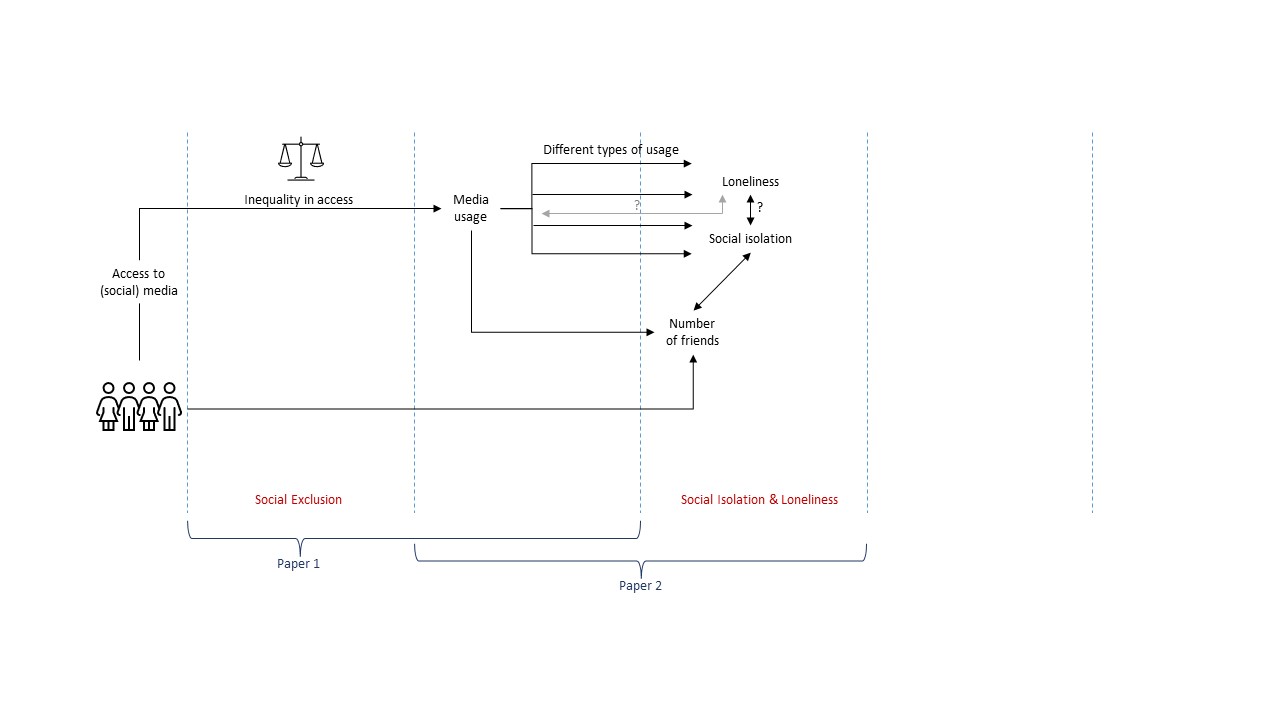 Different types of usage
Loneliness
Inequality in access
Media
usage
?
?
Social isolation
Access to
(social) media
Number
of friends
Social Exclusion
Social Isolation & Loneliness
Paper 1
Paper 2